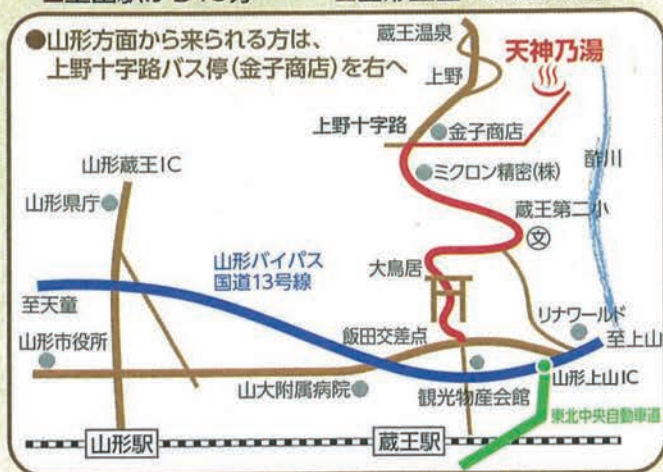 ●山形方面から来られる方は、
上野十字路バス停(金子商店)を右へ
蔵王温泉
上野
天神乃湯
上野十字路
金子商店
ミクロン精密(株)
酢川
蔵王第二小
文
山形蔵王IC
山形県庁
山形バイパス
国道13号線
大鳥居
至天童
リナワールド
至上山
飯田交差点
山形市役所
山大附属病院
観光物産会館
山形上山IC
東北中央自動車道
山形駅
蔵王駅